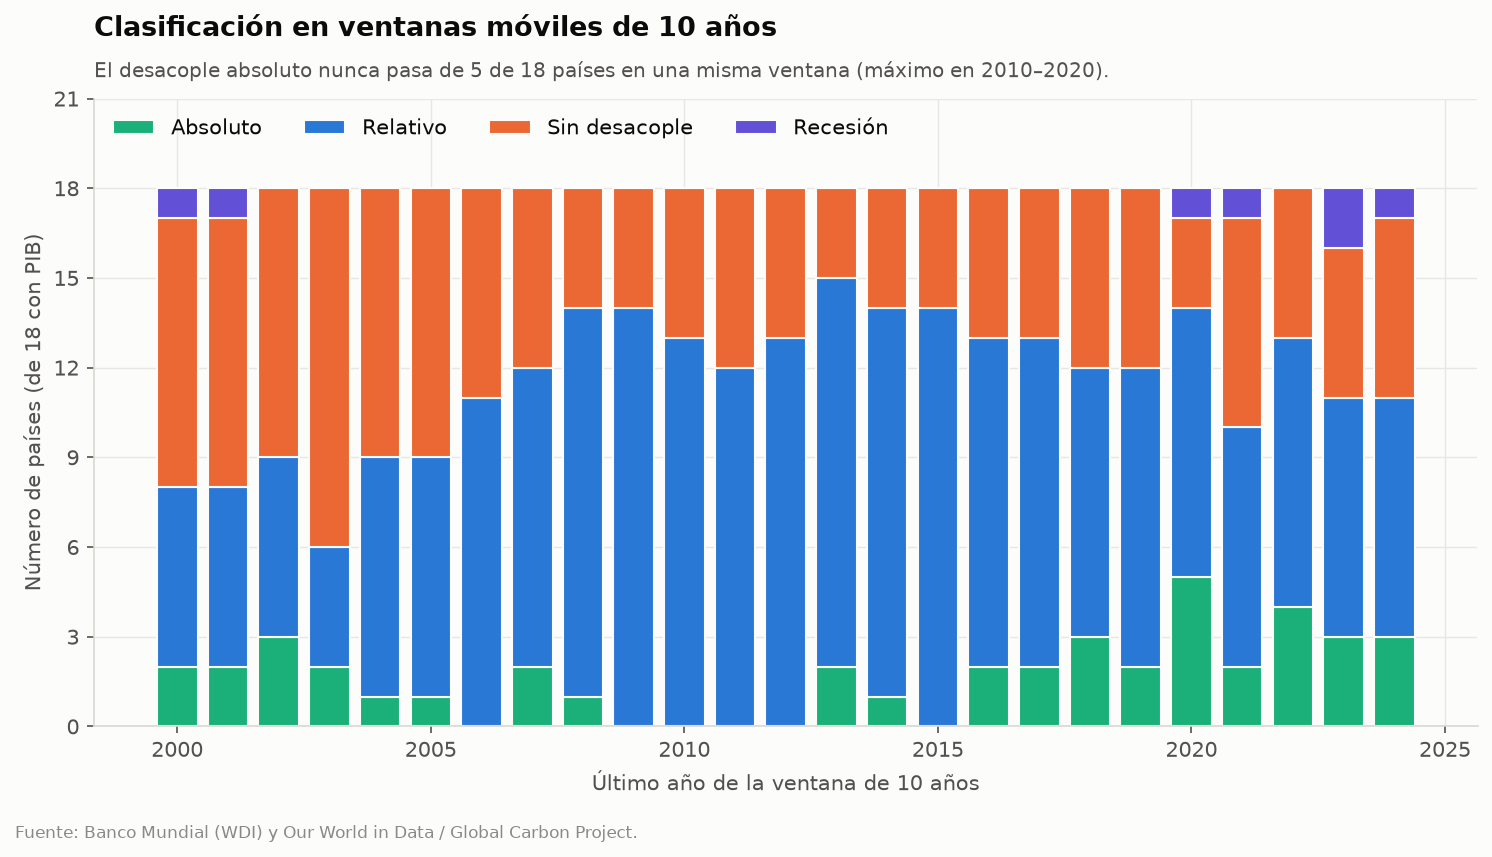 Clasificación en ventanas móviles de 10 años
El desacople absoluto nunca pasa de 5 de 18 países en una misma ventana (máximo en 2010–2020).
Absoluto Relativo Sin desacople Recesión
21
18
15
12
9
6
3
0
Número de países (de 18 con PIB)
2000 2005 2010 2015 2020 2025
Último año de la ventana de 10 años
Fuente: Banco Mundial (WDI) y Our World in Data / Global Carbon Project.